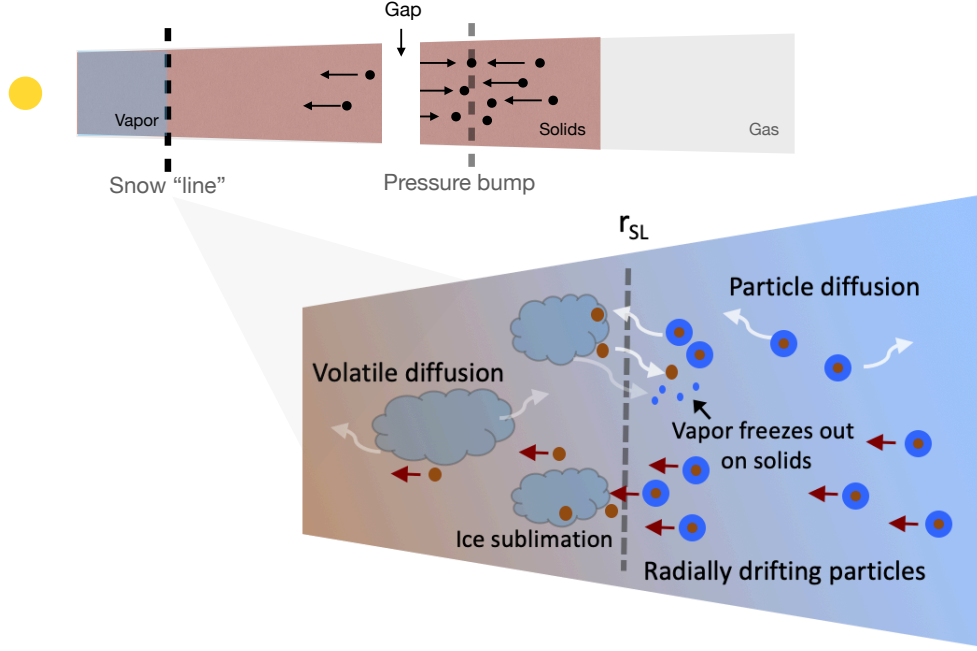 Gap
Vapor
Solids
Gas
Snow “line”
Pressure bump
r_SL
Particle diffusion
Volatile diffusion
Vapor freezes out
on solids
Ice sublimation
Radially drifting particles